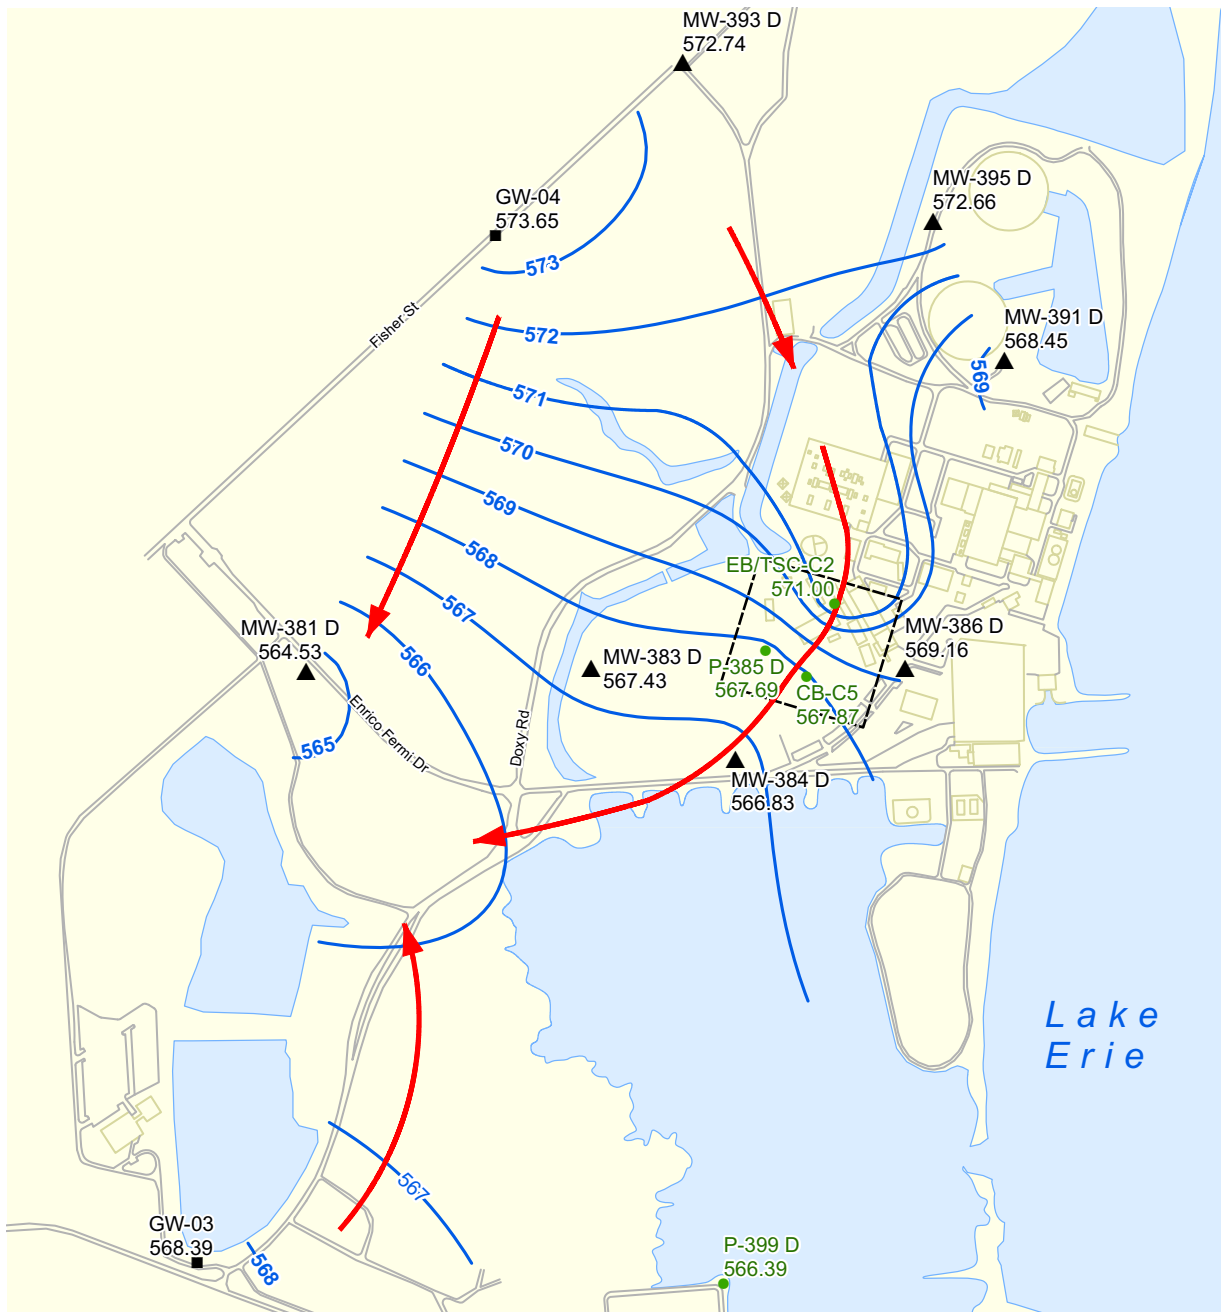 MW-393 D
572.74
MW-395 D
572.66
GW-04
573.65
573
Fisher St
572
MW-391 D
568.45
569
571
570
569
568
EB/TSC-C2
571.00
567
MW-381 D
564.53
566
MW-383 D
567.43
P-385 D
567.69
MW-386 D
569.16
CB-C5
567.87
Enrico Fermi Dr
Doxy Rd
565
MW-384 D
566.83
Lake
Erie
567
GW-03
568.39
568
P-399 D
566.39